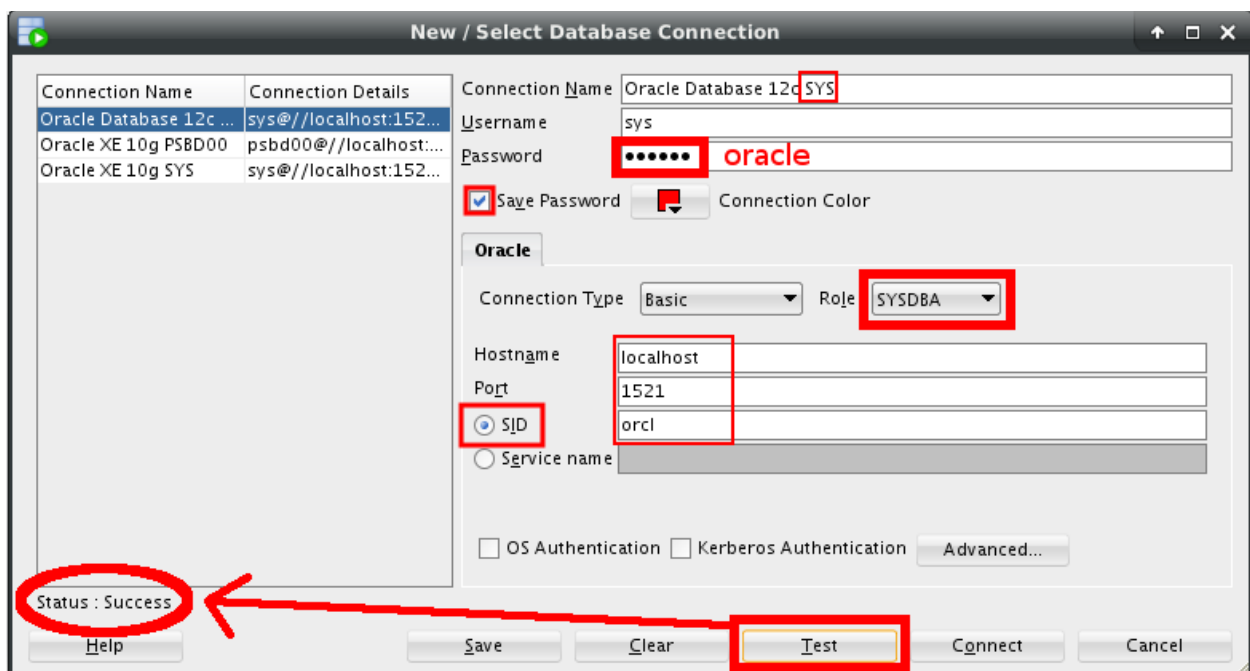 New / Select Database Connection
Connection Name Connection Details
Oracle Database 12c ... sys@//localhost:152...
Oracle XE 10g PSBD00 psbd00@//localhost:...
Oracle XE 10g SYS sys@//localhost:152...
Connection Name Oracle Database 12c SYS
Username sys
Password •••••• oracle
Save Password Connection Color
Oracle
Connection Type Basic Role SYSDBA
Hostname localhost
Port 1521
SID orcl
Service name
OS Authentication Kerberos Authentication Advanced...
Status : Success
Help Save Clear Test Connect Cancel